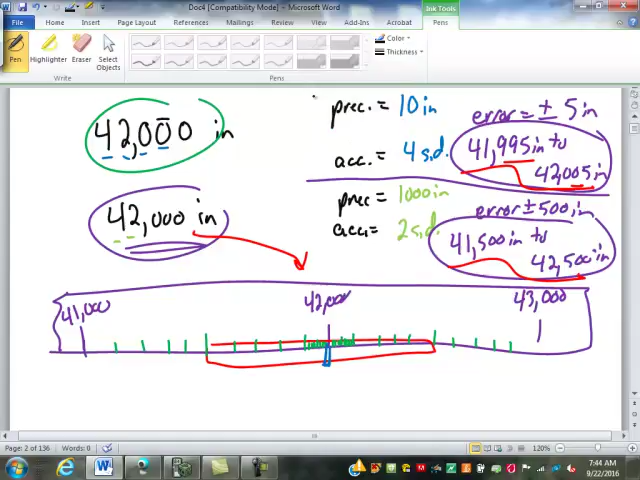 Doc4 [Compatibility Mode] - Microsoft Word
Ink Tools
File Home Insert Page Layout References Mailings Review View Add-Ins Acrobat Pens
Pen Highlighter Eraser Select Objects
Color
Thickness
Write
Pens
42,000̄ in
prec. = 10 in
acc. = 4 s.d.
error = ± 5 in
41,995 in to
42,005 in
42,000 in
prec = 1000 in
acc = 2 s.d.
error ± 500 in
41,500 in to
42,500 in
41,000
42,000
43,000
Page: 2 of 136 Words: 0
120%
7:44 AM
9/22/2016